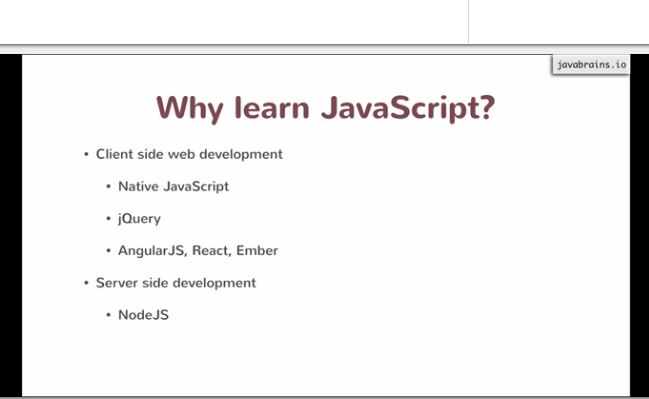 javabrains.io
Why learn JavaScript?
• Client side web development
• Native JavaScript
• jQuery
• AngularJS, React, Ember
• Server side development
• NodeJS